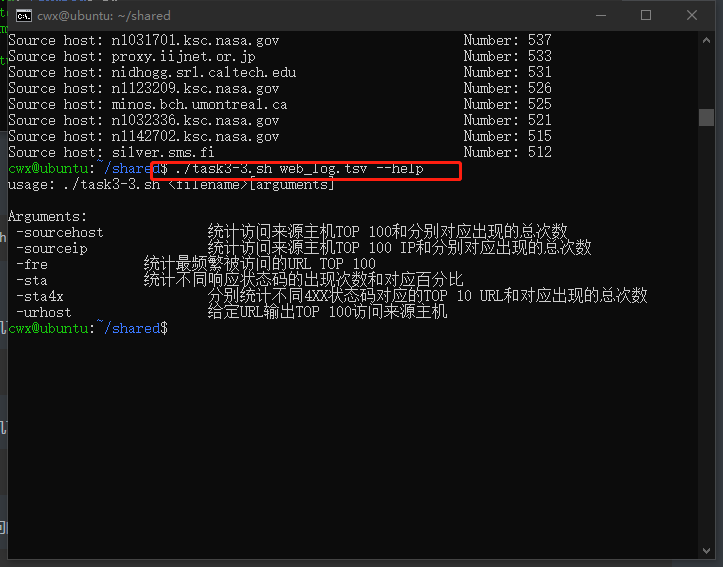 cwx@ubuntu: ~/shared
Source host: n1031701.ksc.nasa.gov Number: 537
Source host: proxy.iijnet.or.jp Number: 533
Source host: nidhogg.srl.caltech.edu Number: 531
Source host: n1123209.ksc.nasa.gov Number: 526
Source host: minos.bch.umontreal.ca Number: 525
Source host: n1032336.ksc.nasa.gov Number: 521
Source host: n1142702.ksc.nasa.gov Number: 515
Source host: silver.sms.fi Number: 512
cwx@ubuntu:~/shared$ ./task3-3.sh web_log.tsv --help
usage: ./task3-3.sh <filename>[arguments]
Arguments:
-sourcehost 统计访问来源主机TOP 100和分别对应出现的总次数
-sourceip 统计访问来源主机TOP 100 IP和分别对应出现的总次数
-fre 统计最频繁被访问的URL TOP 100
-sta 统计不同响应状态码的出现次数和对应百分比
-sta4x 分别统计不同4XX状态码对应的TOP 10 URL和对应出现的总次数
-urhost 给定URL输出TOP 100访问来源主机
cwx@ubuntu:~/shared$